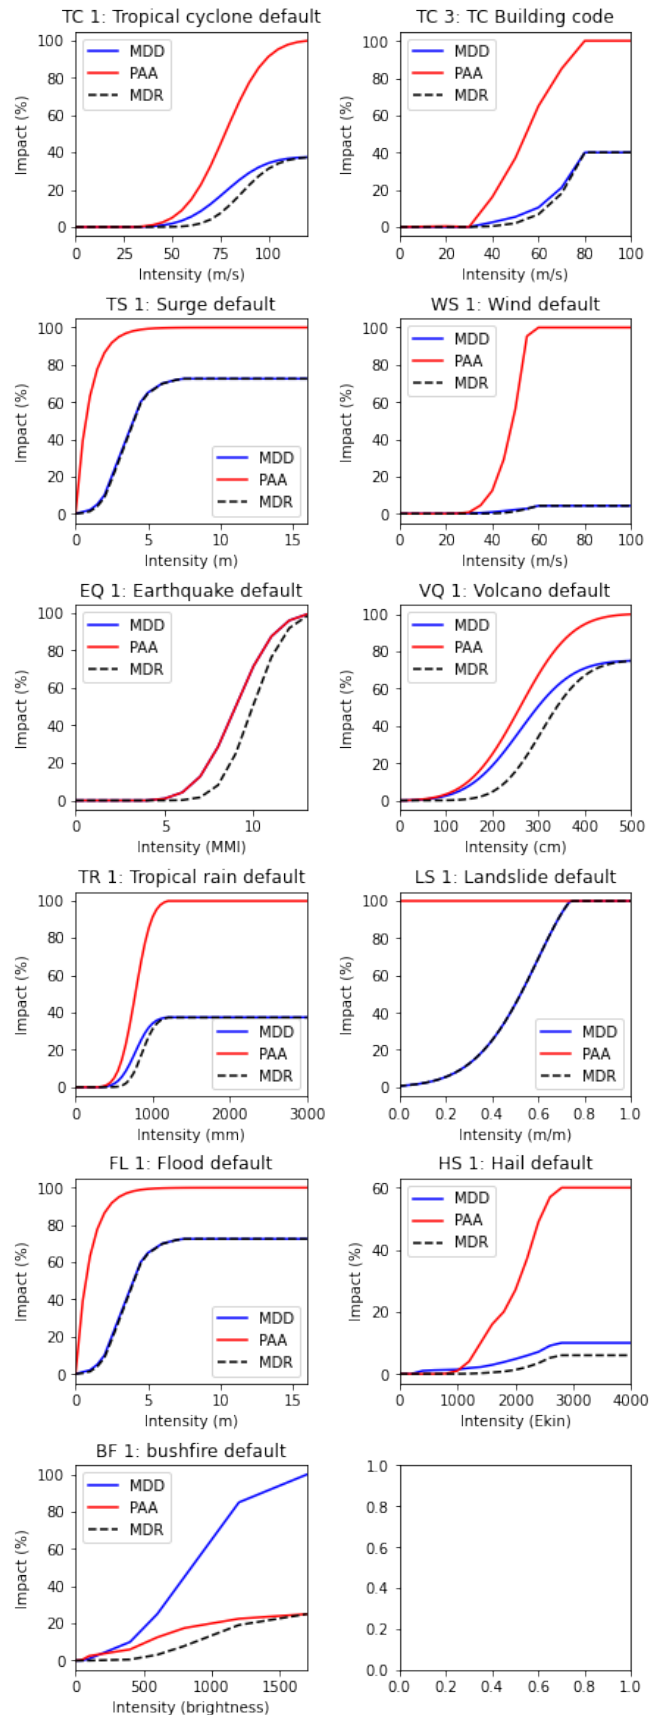 TC 1: Tropical cyclone default
100
80
60
40
20
0
Impact (%)
MDD
PAA
MDR
0 25 50 75 100
Intensity (m/s)
TC 3: TC Building code
100
80
60
40
20
0
Impact (%)
MDD
PAA
MDR
0 20 40 60 80 100
Intensity (m/s)
TS 1: Surge default
100
80
60
40
20
0
Impact (%)
MDD
PAA
MDR
0 5 10 15
Intensity (m)
WS 1: Wind default
100
80
60
40
20
0
Impact (%)
MDD
PAA
MDR
0 20 40 60 80 100
Intensity (m/s)
EQ 1: Earthquake default
100
80
60
40
20
0
Impact (%)
MDD
PAA
MDR
0 5 10
Intensity (MMI)
VQ 1: Volcano default
100
80
60
40
20
0
Impact (%)
MDD
PAA
MDR
0 100 200 300 400 500
Intensity (cm)
TR 1: Tropical rain default
100
80
60
40
20
0
Impact (%)
MDD
PAA
MDR
0 1000 2000 3000
Intensity (mm)
LS 1: Landslide default
100
80
60
40
20
0
Impact (%)
MDD
PAA
MDR
0.0 0.2 0.4 0.6 0.8 1.0
Intensity (m/m)
FL 1: Flood default
100
80
60
40
20
0
Impact (%)
MDD
PAA
MDR
0 5 10 15
Intensity (m)
HS 1: Hail default
60
40
20
0
Impact (%)
MDD
PAA
MDR
0 1000 2000 3000 4000
Intensity (Ekin)
BF 1: bushfire default
100
80
60
40
20
0
Impact (%)
MDD
PAA
MDR
0 500 1000 1500
Intensity (brightness)
1.0
0.8
0.6
0.4
0.2
0.0
0.0 0.2 0.4 0.6 0.8 1.0